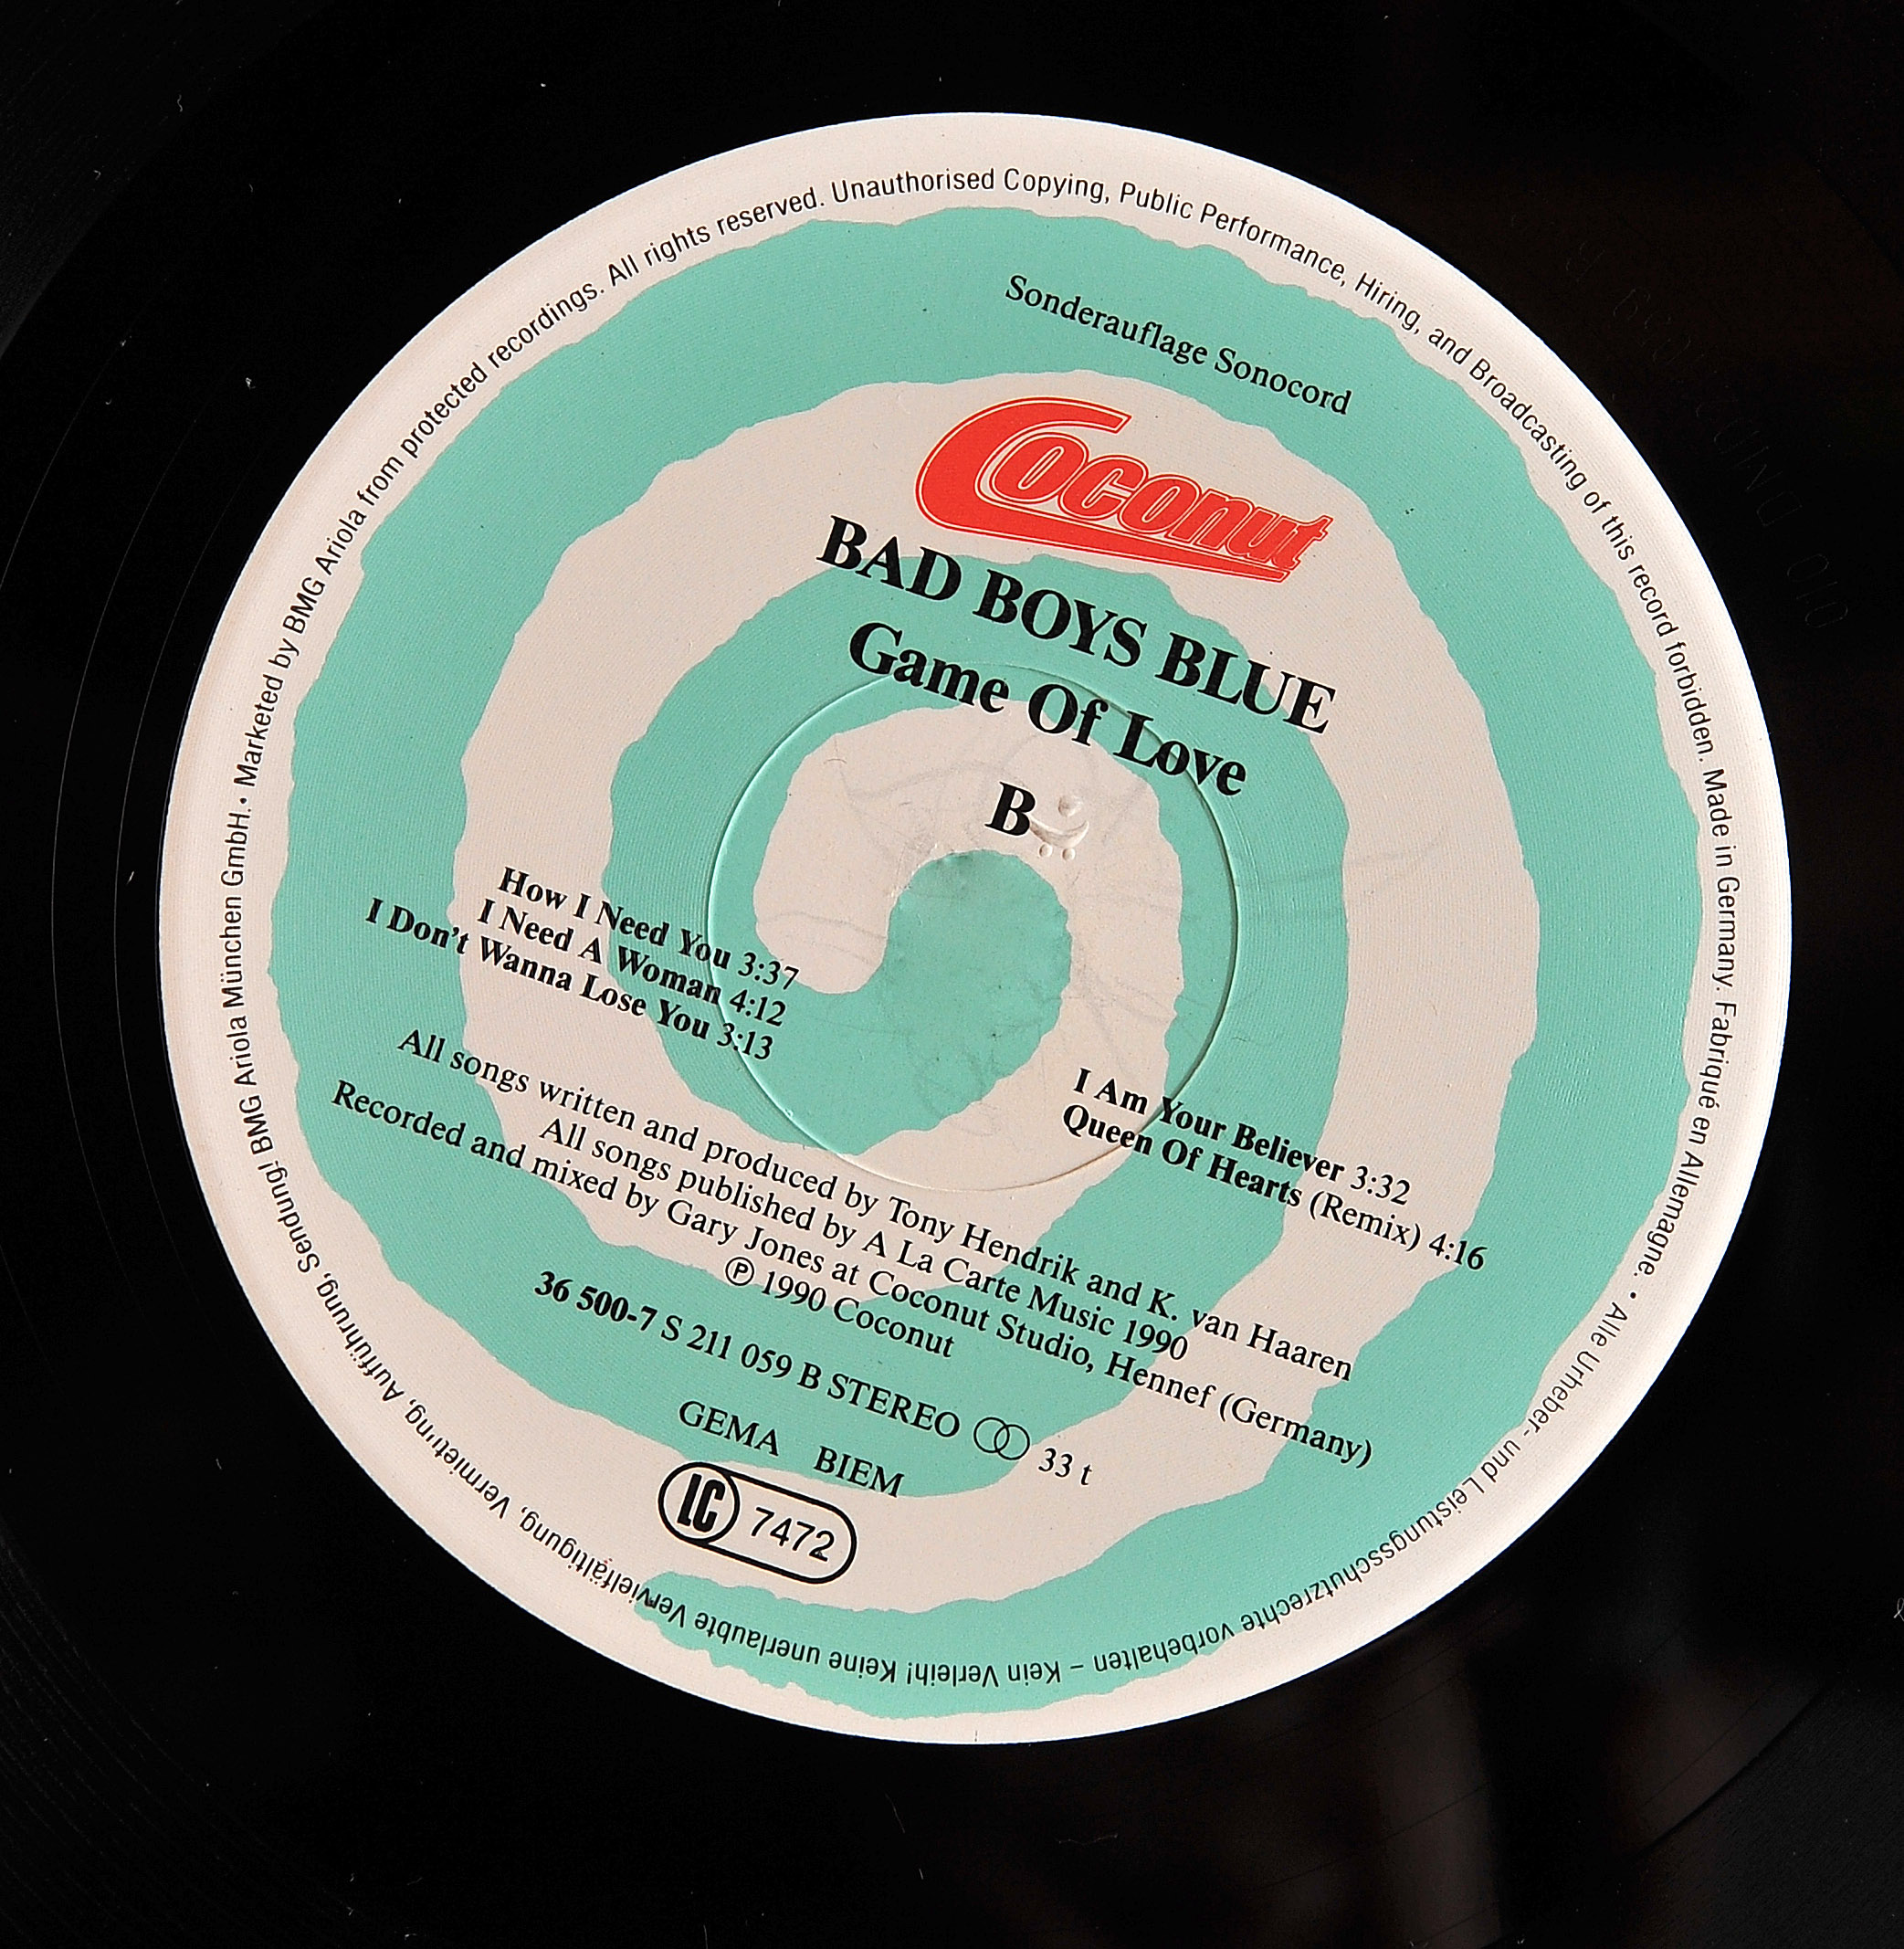 Sonderauflage Sonocord
Coconut
BAD BOYS BLUE
Game Of Love
B
How I Need You 3:37
I Need A Woman 4:12
I Don't Wanna Lose You 3:13
I Am Your Believer 3:32
Queen Of Hearts (Remix) 4:16
All songs written and produced by Tony Hendrik and K. van Haaren
All songs published by A La Carte Music 1990
Recorded and mixed by Gary Jones at Coconut Studio, Hennef (Germany)
Ⓟ 1990 Coconut
36 500-7 S 211 059 B STEREO 33 t
GEMA BIEM
LC 7472
Marketed by BMG Ariola from protected recordings. All rights reserved. Unauthorised Copying, Public Performance, Hiring, and Broadcasting of this record forbidden. Made in Germany. Fabriqué en Allemagne. • Alle Urheber- und Leistungsschutzrechte vorbehalten – Kein Verleih! Keine unerlaubte Vervielfältigung, Vermietung, Aufführung, Sendung! BMG Ariola München GmbH. •